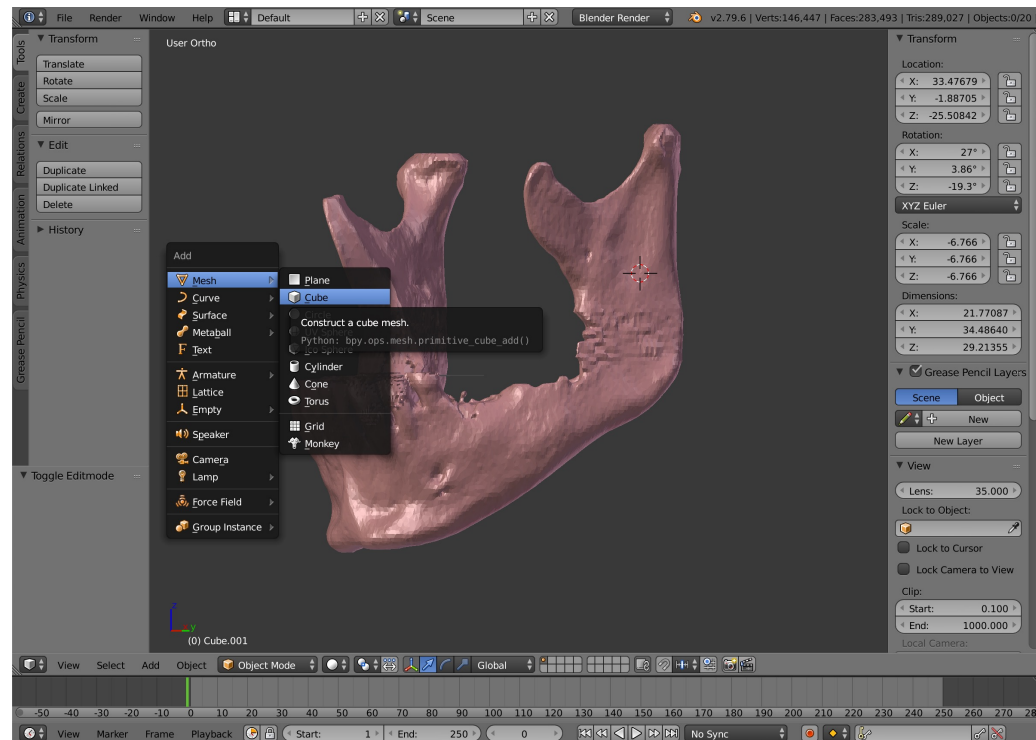 File Render Window Help Default Scene Blender Render v2.79.6 | Verts:146,447 | Faces:283,493 | Tris:289,027 | Objects:0/20
Tools
Create
Relations
Animation
Physics
Grease Pencil
Transform
Translate
Rotate
Scale
Mirror
Edit
Duplicate
Duplicate Linked
Delete
History
Toggle Editmode
User Ortho
Add
Mesh
Curve
Surface
Metaball
Text
Armature
Lattice
Empty
Speaker
Camera
Lamp
Force Field
Group Instance
Plane
Cube
Circle
UV Sphere
Ico Sphere
Cylinder
Cone
Torus
Grid
Monkey
Construct a cube mesh.
Python: bpy.ops.mesh.primitive_cube_add()
z
y
(0) Cube.001
Transform
Location:
X: 33.47679
Y: -1.88705
Z: -25.50842
Rotation:
X: 27°
Y: 3.86°
Z: -19.3°
XYZ Euler
Scale:
X: -6.766
Y: -6.766
Z: -6.766
Dimensions:
X: 21.77087
Y: 34.48640
Z: 29.21355
Grease Pencil Layers
Scene Object
New
New Layer
View
Lens: 35.000
Lock to Object:
Lock to Cursor
Lock Camera to View
Clip:
Start: 0.100
End: 1000.000
Local Camera:
View Select Add Object Object Mode Global
-50 -40 -30 -20 -10 0 10 20 30 40 50 60 70 80 90 100 110 120 130 140 150 160 170 180 190 200 210 220 230 240 250 260 270 28
View Marker Frame Playback Start: 1 End: 250 0 No Sync